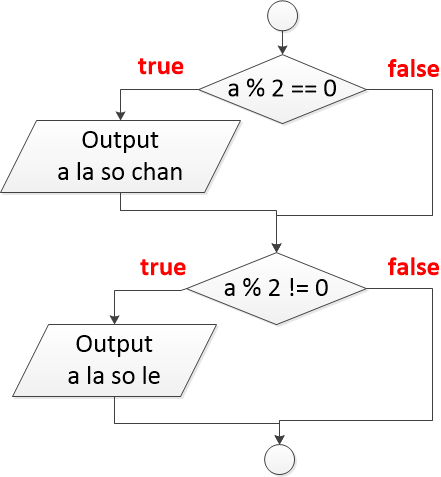 true
false
a % 2 == 0
Output
a la so chan
true
false
a % 2 != 0
Output
a la so le